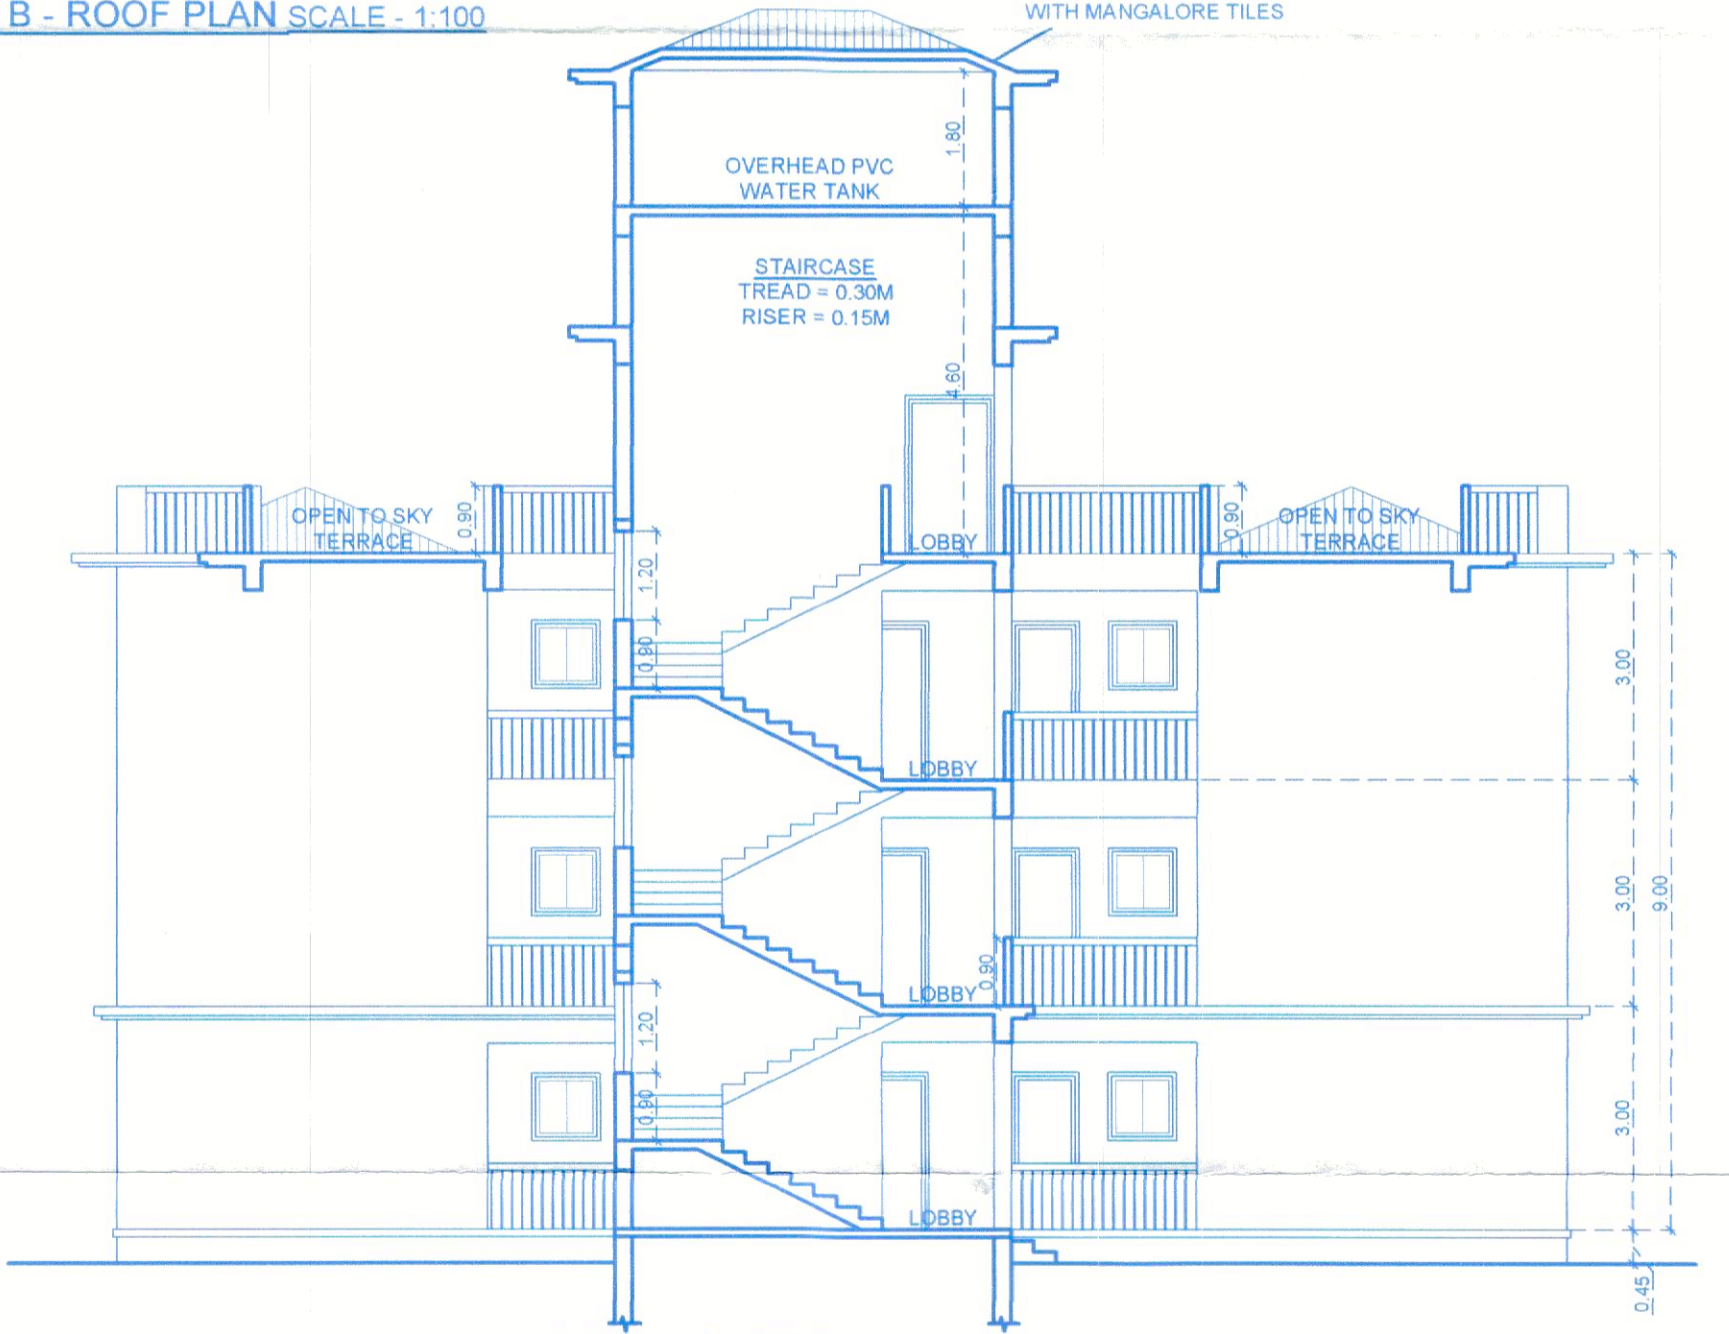 B - ROOF PLAN SCALE - 1:100
WITH MANGALORE TILES
1.80
OVERHEAD PVC
WATER TANK
STAIRCASE
TREAD = 0.30M
RISER = 0.15M
4.60
OPEN TO SKY
TERRACE
0.90
LOBBY
0.90
OPEN TO SKY
TERRACE
1.20
0.90
3.00
LOBBY
3.00
9.00
0.90
LOBBY
1.20
0.90
3.00
LOBBY
0.45